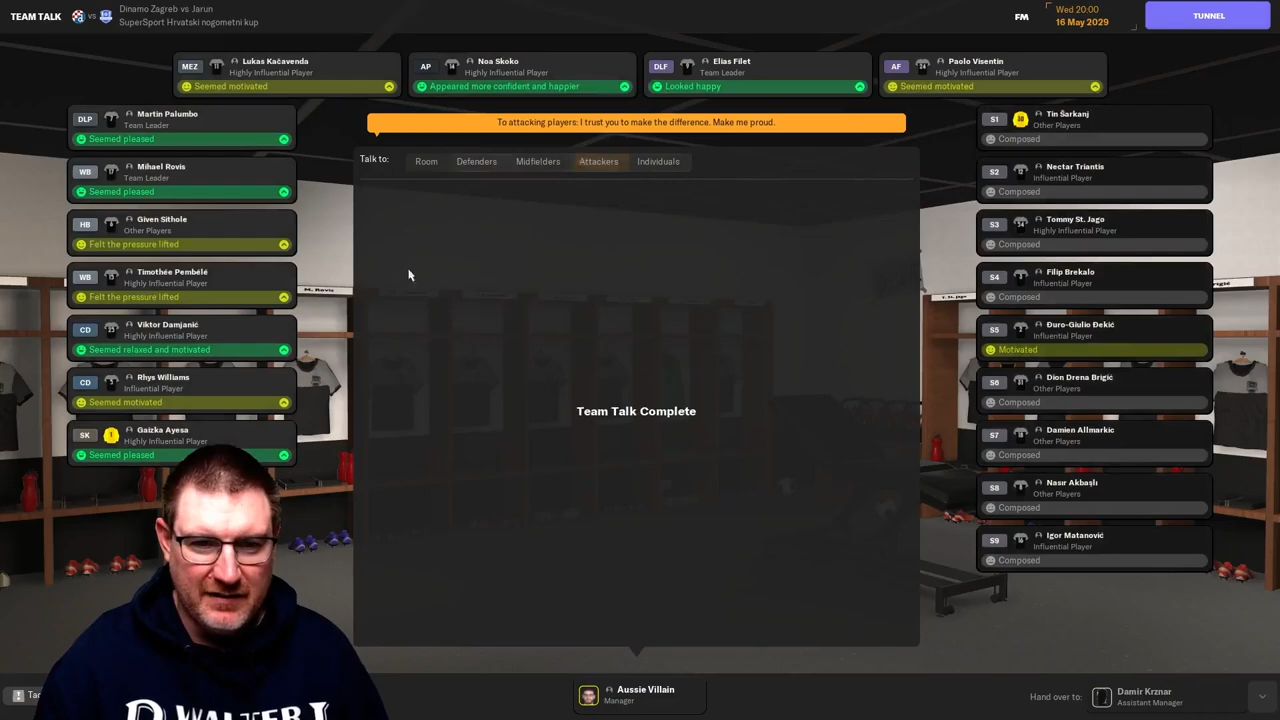 TEAM TALK
vs
Dinamo Zagreb vs Jarun
SuperSport Hrvatski nogometni kup
FM
Wed 20:00
16 May 2029
TUNNEL
MEZ
11
Lukas Kačavenda
Highly Influential Player
Seemed motivated
AP
14
Noa Skoko
Highly Influential Player
Appeared more confident and happier
DLF
Elias Filet
Team Leader
Looked happy
AF
Paolo Visentin
Highly Influential Player
Seemed motivated
DLP
Martin Palumbo
Team Leader
Seemed pleased
WB
Mihael Rovis
Team Leader
Seemed pleased
HB
Given Sithole
Other Players
Felt the pressure lifted
WB
Timothée Pembélé
Highly Influential Player
Felt the pressure lifted
CD
Viktor Damjanić
Highly Influential Player
Seemed relaxed and motivated
CD
Rhys Williams
Influential Player
Seemed motivated
SK
1
Gaizka Ayesa
Highly Influential Player
Seemed pleased
To attacking players: I trust you to make the difference. Make me proud.
Talk to:
Room
Defenders
Midfielders
Attackers
Individuals
M. Rovis
Team Talk Complete
S1
30
Tin Šarkanj
Other Players
Composed
S2
Nectar Triantis
Influential Player
Composed
S3
Tommy St. Jago
Highly Influential Player
Composed
S4
Filip Brekalo
Influential Player
Composed
S5
Đuro-Giulio Đekić
Influential Player
Motivated
S6
Dion Drena Brigić
Other Players
Composed
S7
Damien Allmarkic
Other Players
Composed
S8
Nasır Akbaşlı
Other Players
Composed
S9
Igor Matanović
Influential Player
Composed
Aussie Villain
Manager
Hand over to:
Damir Krznar
Assistant Manager